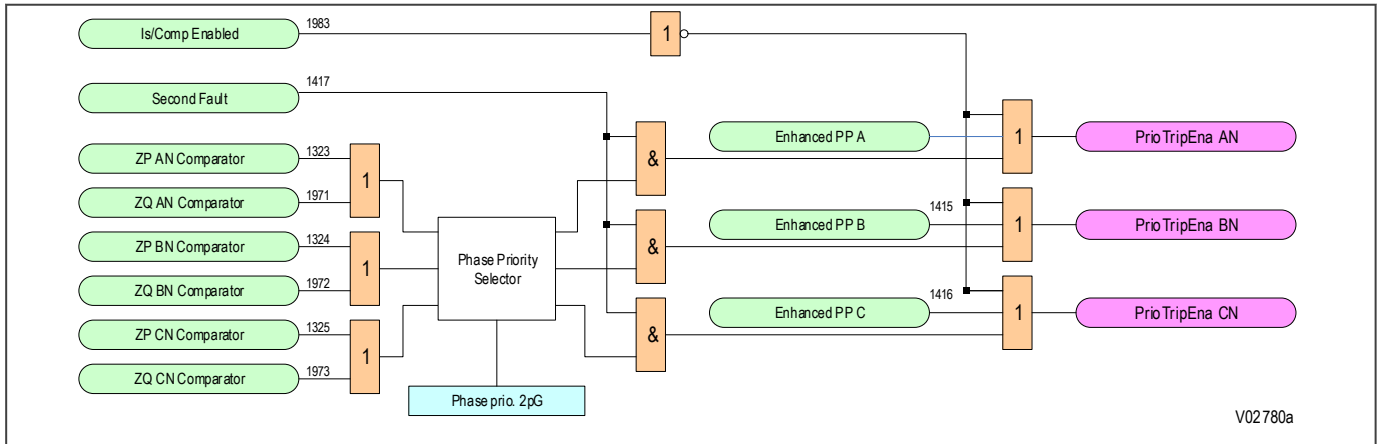 Is/Comp Enabled 1983 1
Second Fault 1417
Enhanced PP A 1 PrioTripEna AN
&
ZP AN Comparator 1323
1
ZQ AN Comparator 1971
Enhanced PP B 1415 1 PrioTripEna BN
&
ZP BN Comparator 1324
Phase Priority
Selector
1
ZQ BN Comparator 1972
Enhanced PP C 1416 1 PrioTripEna CN
&
ZP CN Comparator 1325
1
ZQ CN Comparator 1973
Phase prio. 2pG
V02780a